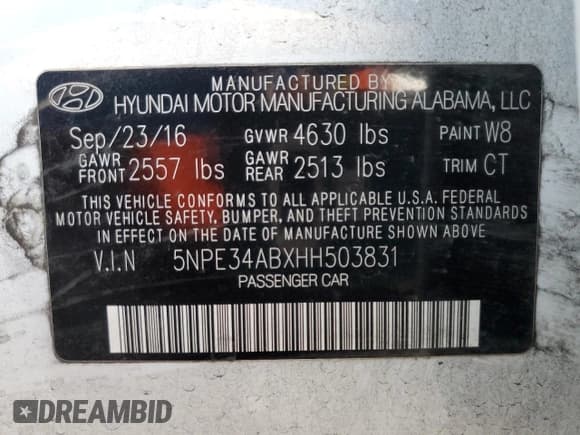 MANUFACTURED BY
HYUNDAI MOTOR MANUFACTURING ALABAMA, LLC
Sep/23/16 GVWR 4630 lbs PAINT W8
GAWR FRONT 2557 lbs GAWR REAR 2513 lbs TRIM CT
THIS VEHICLE CONFORMS TO ALL APPLICABLE U.S.A. FEDERAL
MOTOR VEHICLE SAFETY, BUMPER, AND THEFT PREVENTION STANDARDS
IN EFFECT ON THE DATE OF MANUFACTURE SHOWN ABOVE.
V.I.N 5NPE34ABXHH503831
PASSENGER CAR
DREAMBID